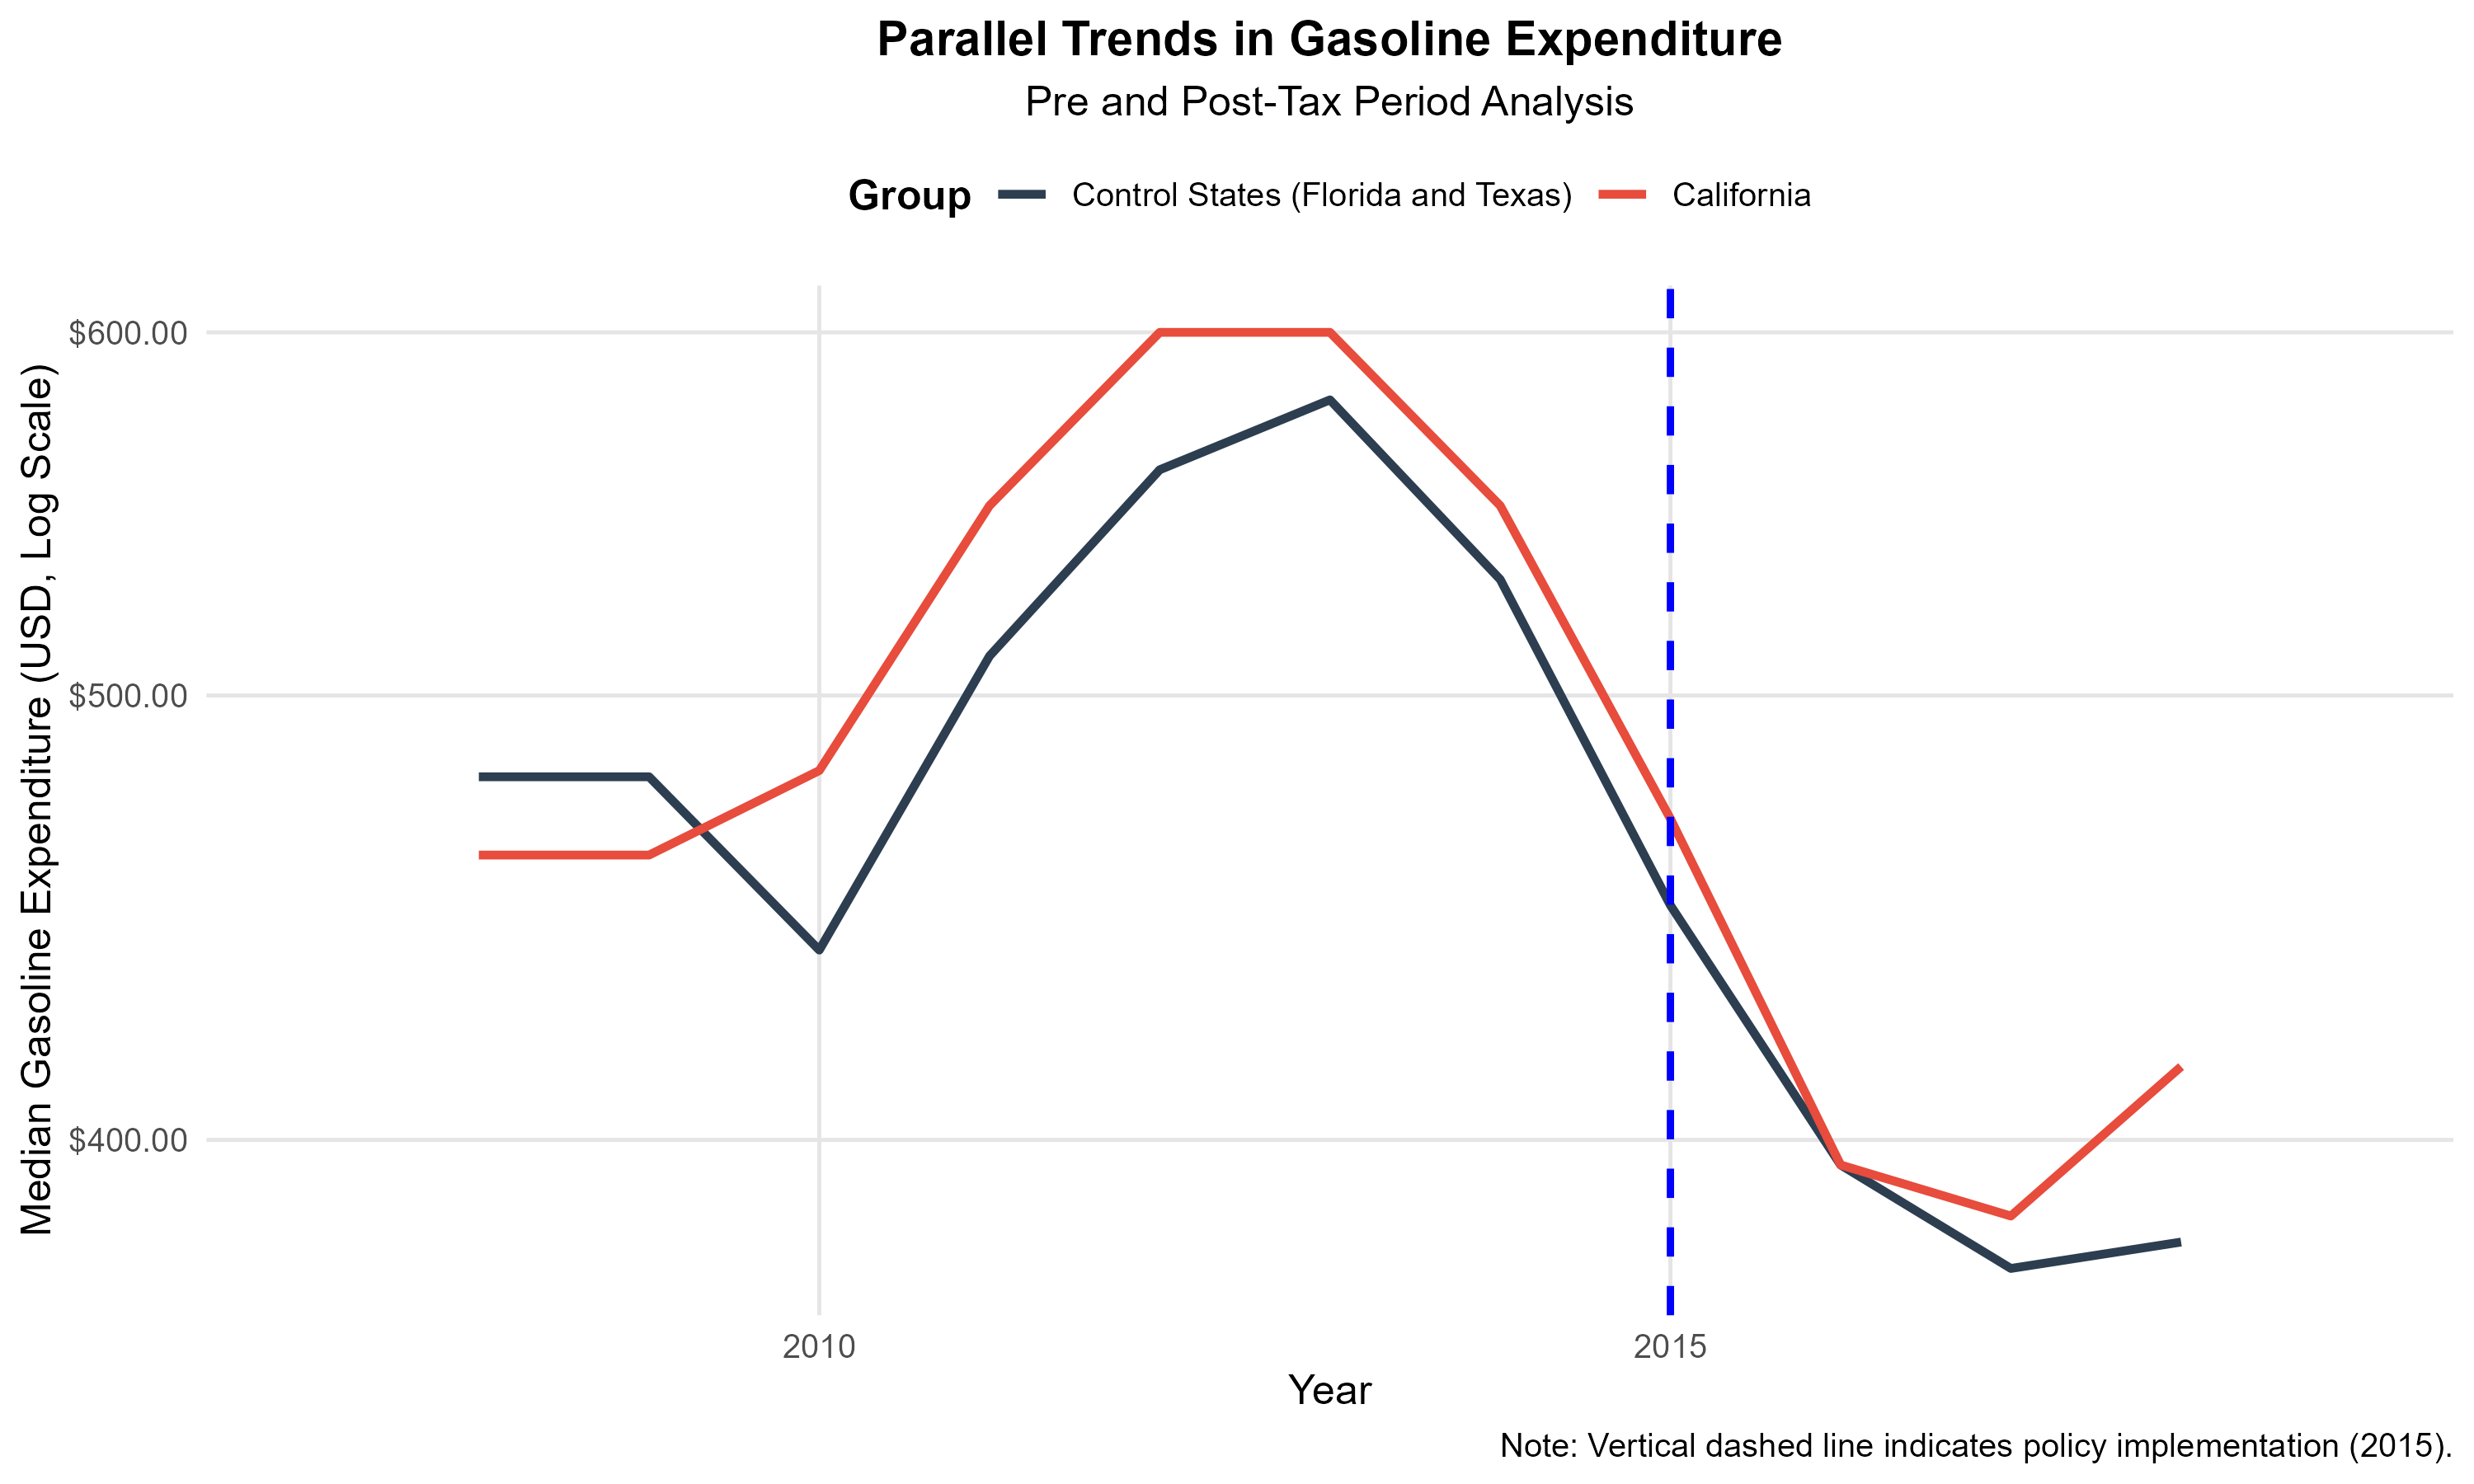 Parallel Trends in Gasoline Expenditure
Pre and Post-Tax Period Analysis
Group Control States (Florida and Texas) California
Median Gasoline Expenditure (USD, Log Scale)
$600.00
$500.00
$400.00
2010 2015
Year
Note: Vertical dashed line indicates policy implementation (2015).